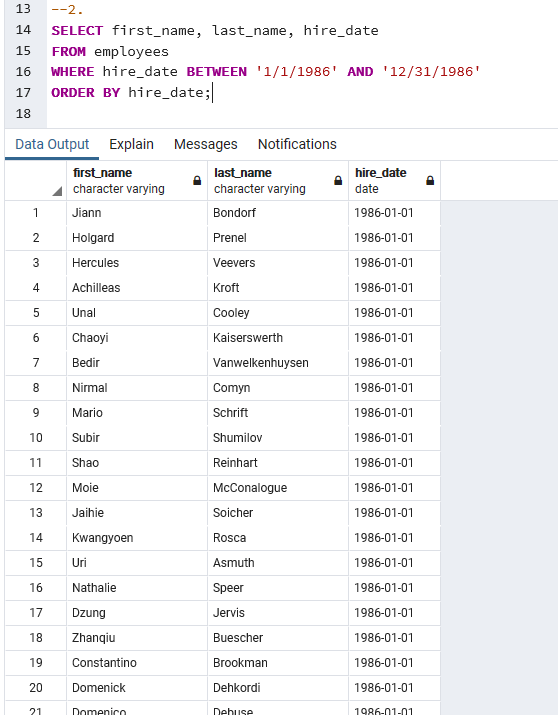 13 --2.
14 SELECT first_name, last_name, hire_date
15 FROM employees
16 WHERE hire_date BETWEEN '1/1/1986' AND '12/31/1986'
17 ORDER BY hire_date;
18
Data Output Explain Messages Notifications
first_name last_name hire_date
character varying character varying date
1 Jiann Bondorf 1986-01-01
2 Holgard Prenel 1986-01-01
3 Hercules Veevers 1986-01-01
4 Achilleas Kroft 1986-01-01
5 Unal Cooley 1986-01-01
6 Chaoyi Kaiserswerth 1986-01-01
7 Bedir Vanwelkenhuysen 1986-01-01
8 Nirmal Comyn 1986-01-01
9 Mario Schrift 1986-01-01
10 Subir Shumilov 1986-01-01
11 Shao Reinhart 1986-01-01
12 Moie McConalogue 1986-01-01
13 Jaihie Soicher 1986-01-01
14 Kwangyoen Rosca 1986-01-01
15 Uri Asmuth 1986-01-01
16 Nathalie Speer 1986-01-01
17 Dzung Jervis 1986-01-01
18 Zhanqiu Buescher 1986-01-01
19 Constantino Brookman 1986-01-01
20 Domenick Dehkordi 1986-01-01
21 Domenico Debuse 1986-01-01